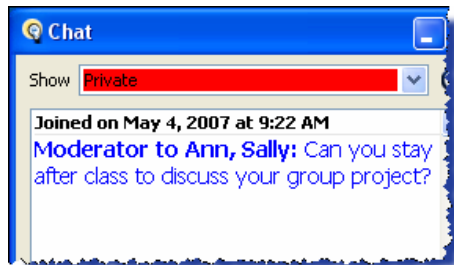 Chat
Show Private
Joined on May 4, 2007 at 9:22 AM
Moderator to Ann, Sally: Can you stay
after class to discuss your group project?